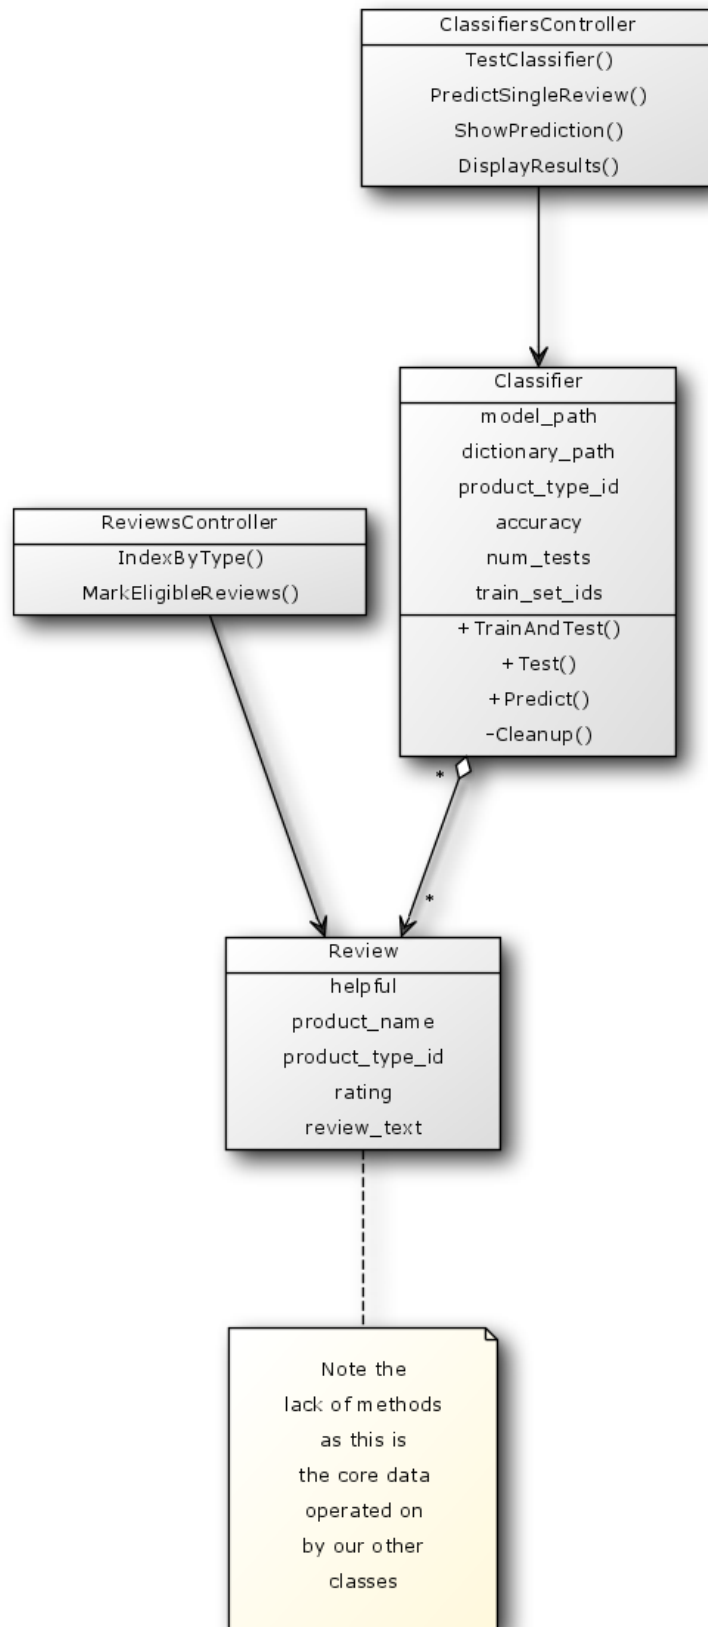 ClassifiersController
TestClassifier()
PredictSingleReview()
ShowPrediction()
DisplayResults()
Classifier
model_path
dictionary_path
product_type_id
accuracy
num_tests
train_set_ids
+TrainAndTest()
+Test()
+Predict()
-Cleanup()
ReviewsController
IndexByType()
MarkEligibleReviews()
*
*
Review
helpful
product_name
product_type_id
rating
review_text
Note the
lack of methods
as this is
the core data
operated on
by our other
classes